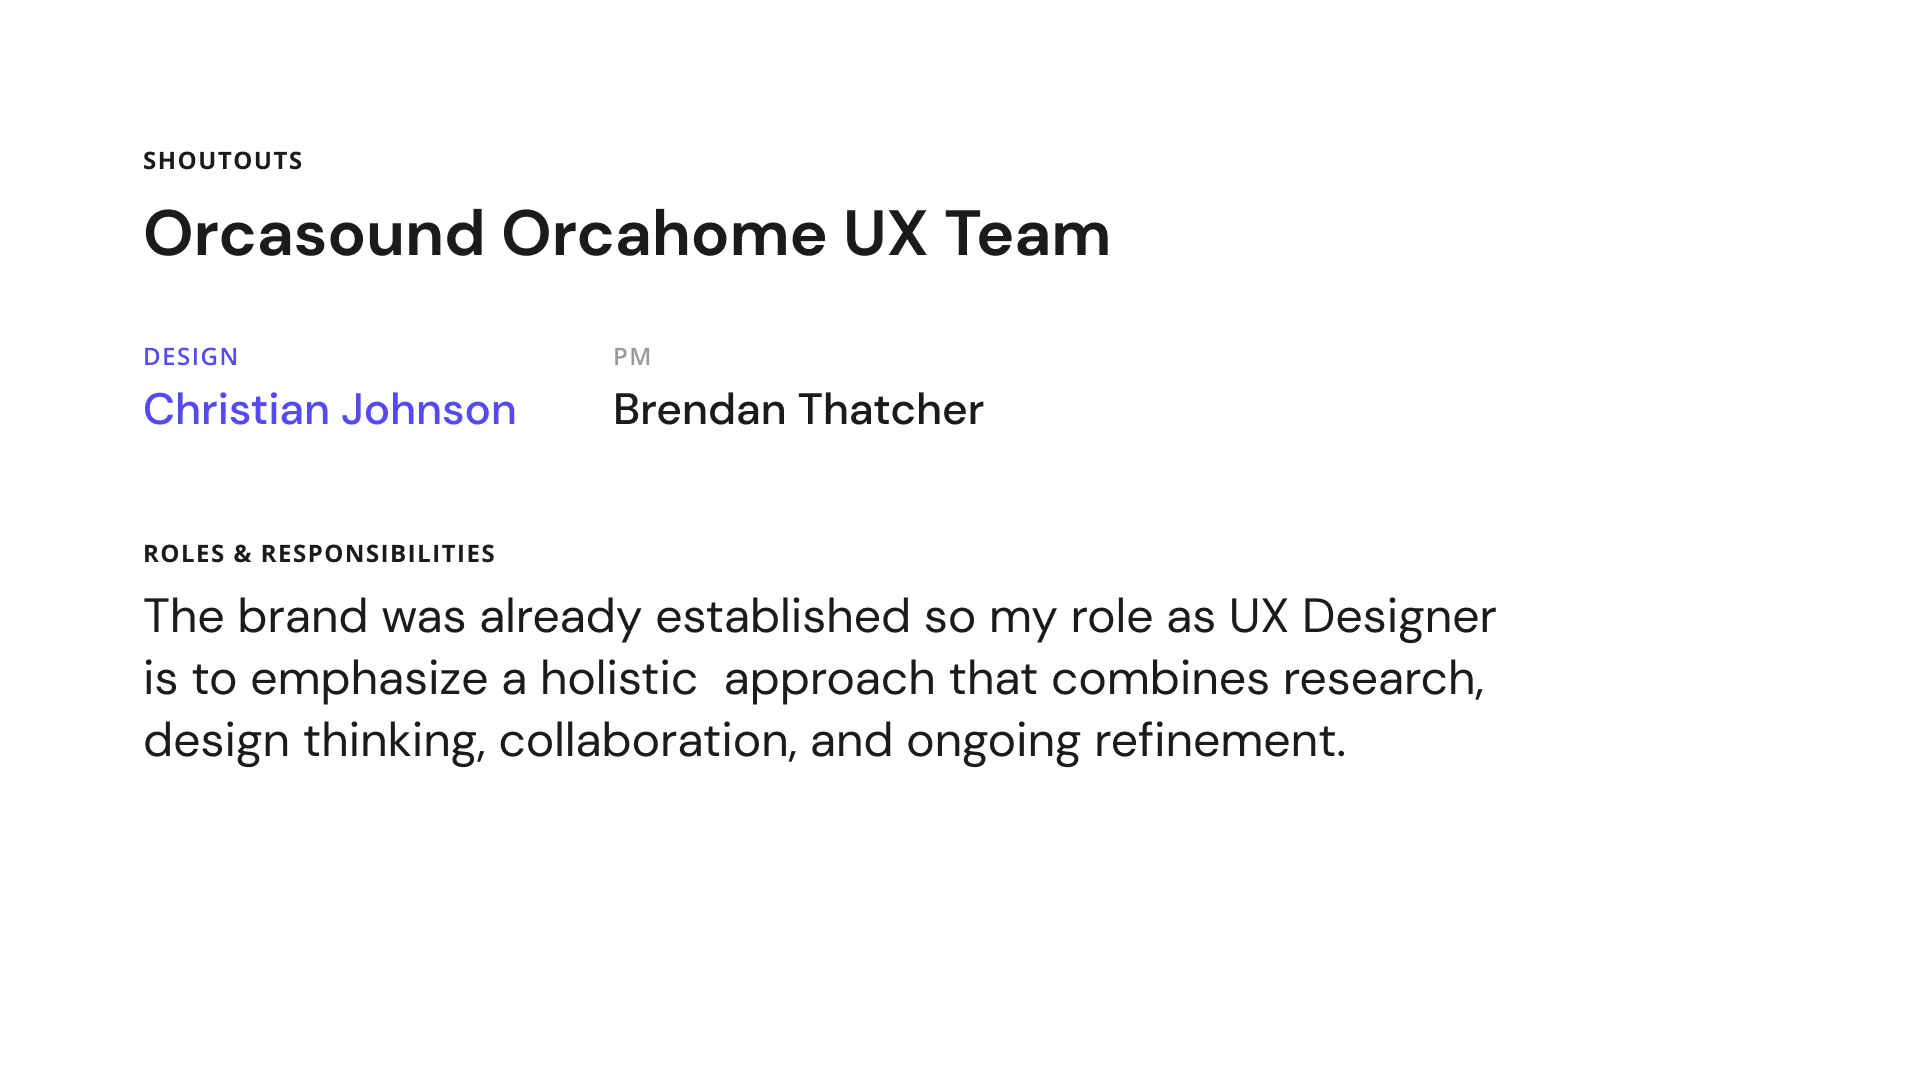 SHOUTOUTS
Orcasound Orcahome UX Team
DESIGN
Christian Johnson
PM
Brendan Thatcher
ROLES & RESPONSIBILITIES
The brand was already established so my role as UX Designer
is to emphasize a holistic  approach that combines research,
design thinking, collaboration, and ongoing refinement.